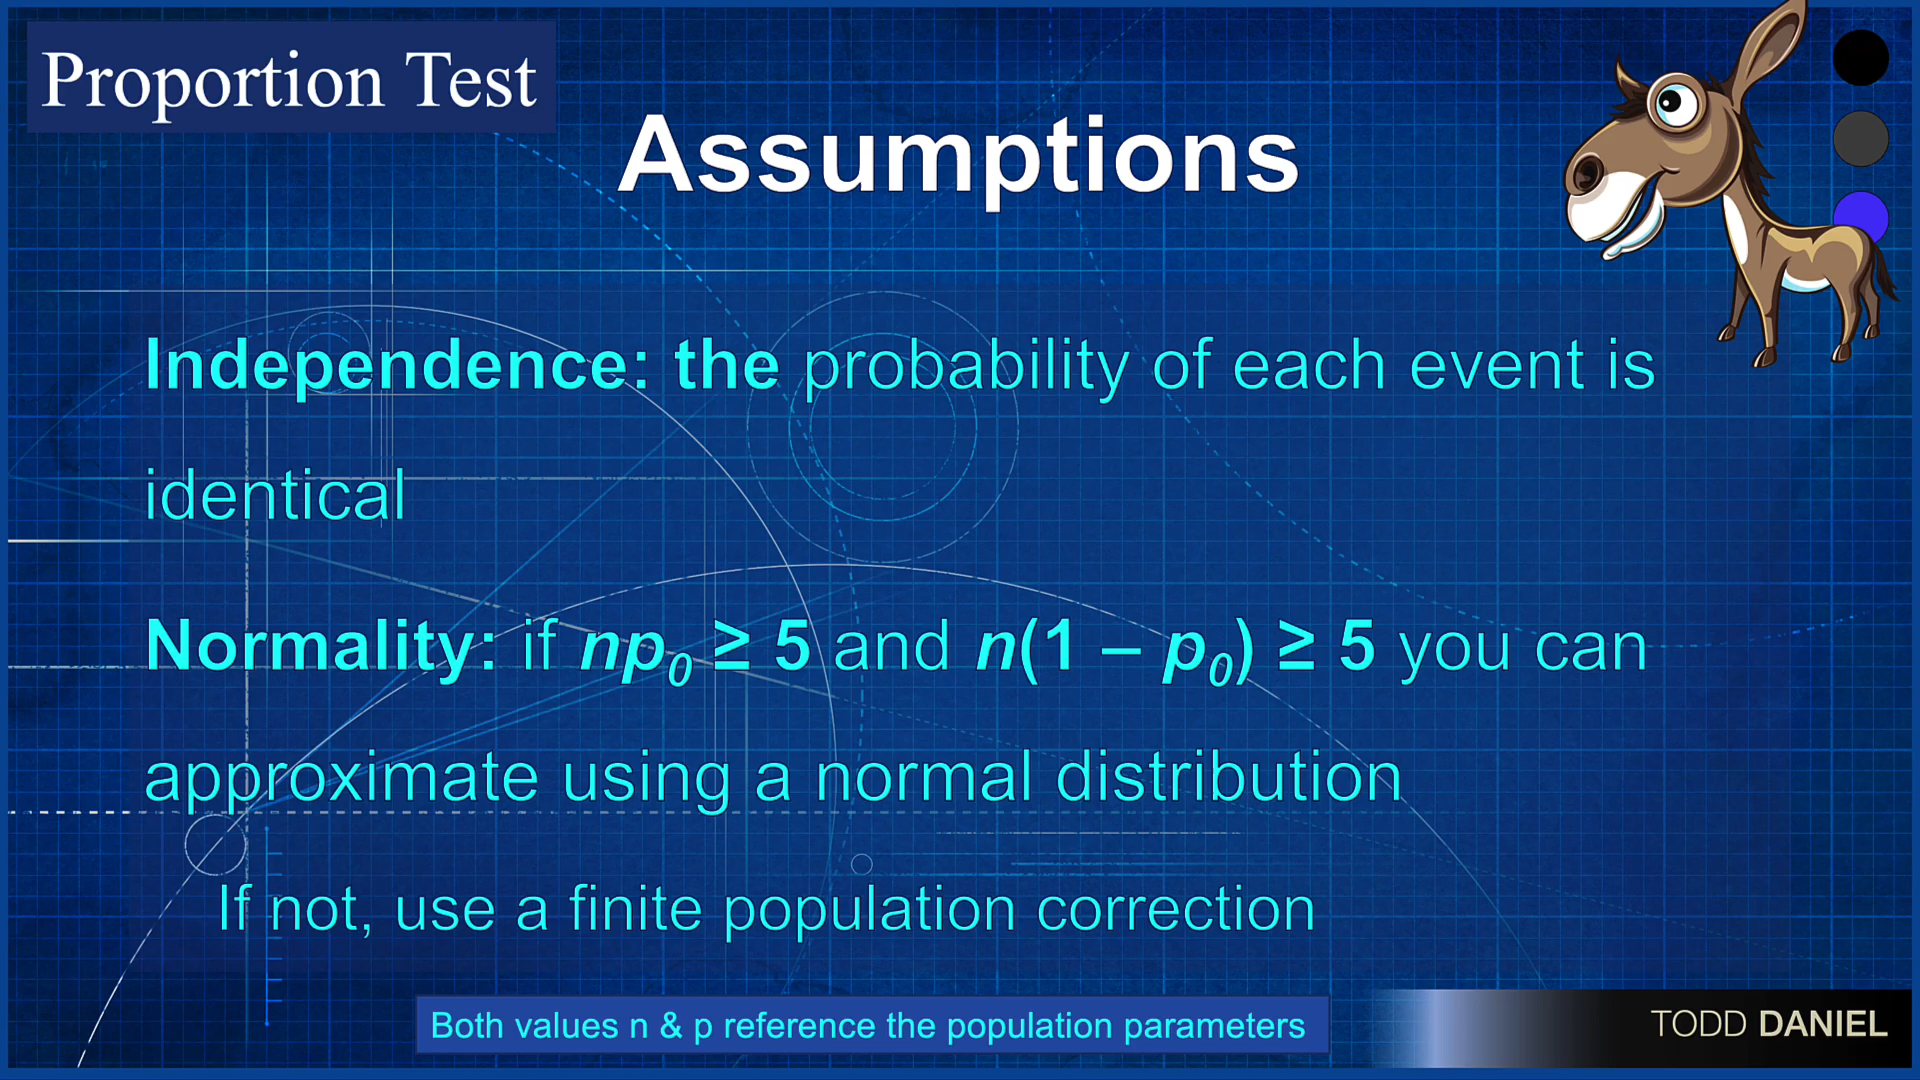 Proportion Test
Assumptions
Independence: the probability of each event is
identical
Normality: if np₀ ≥ 5 and n(1 – p₀) ≥ 5 you can
approximate using a normal distribution
If not, use a finite population correction
Both values n & p reference the population parameters
TODD DANIEL